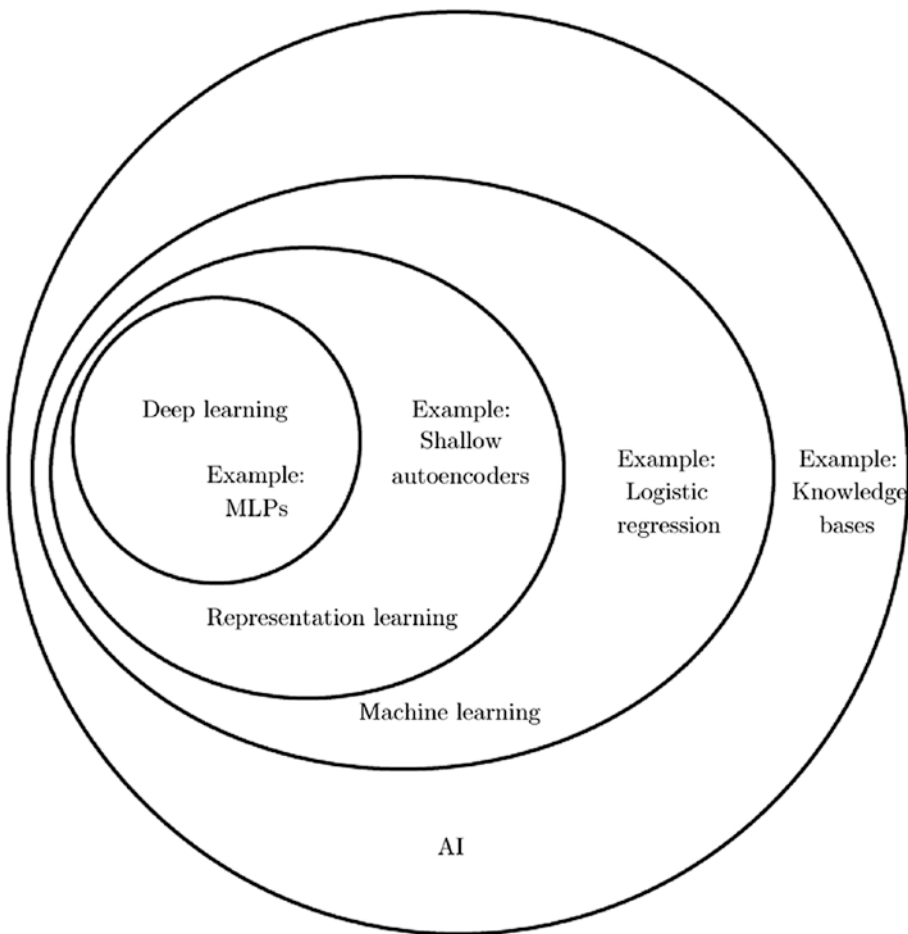 Deep learning
Example:
MLPs
Example:
Shallow
autoencoders
Example:
Logistic
regression
Example:
Knowledge
bases
Representation learning
Machine learning
AI